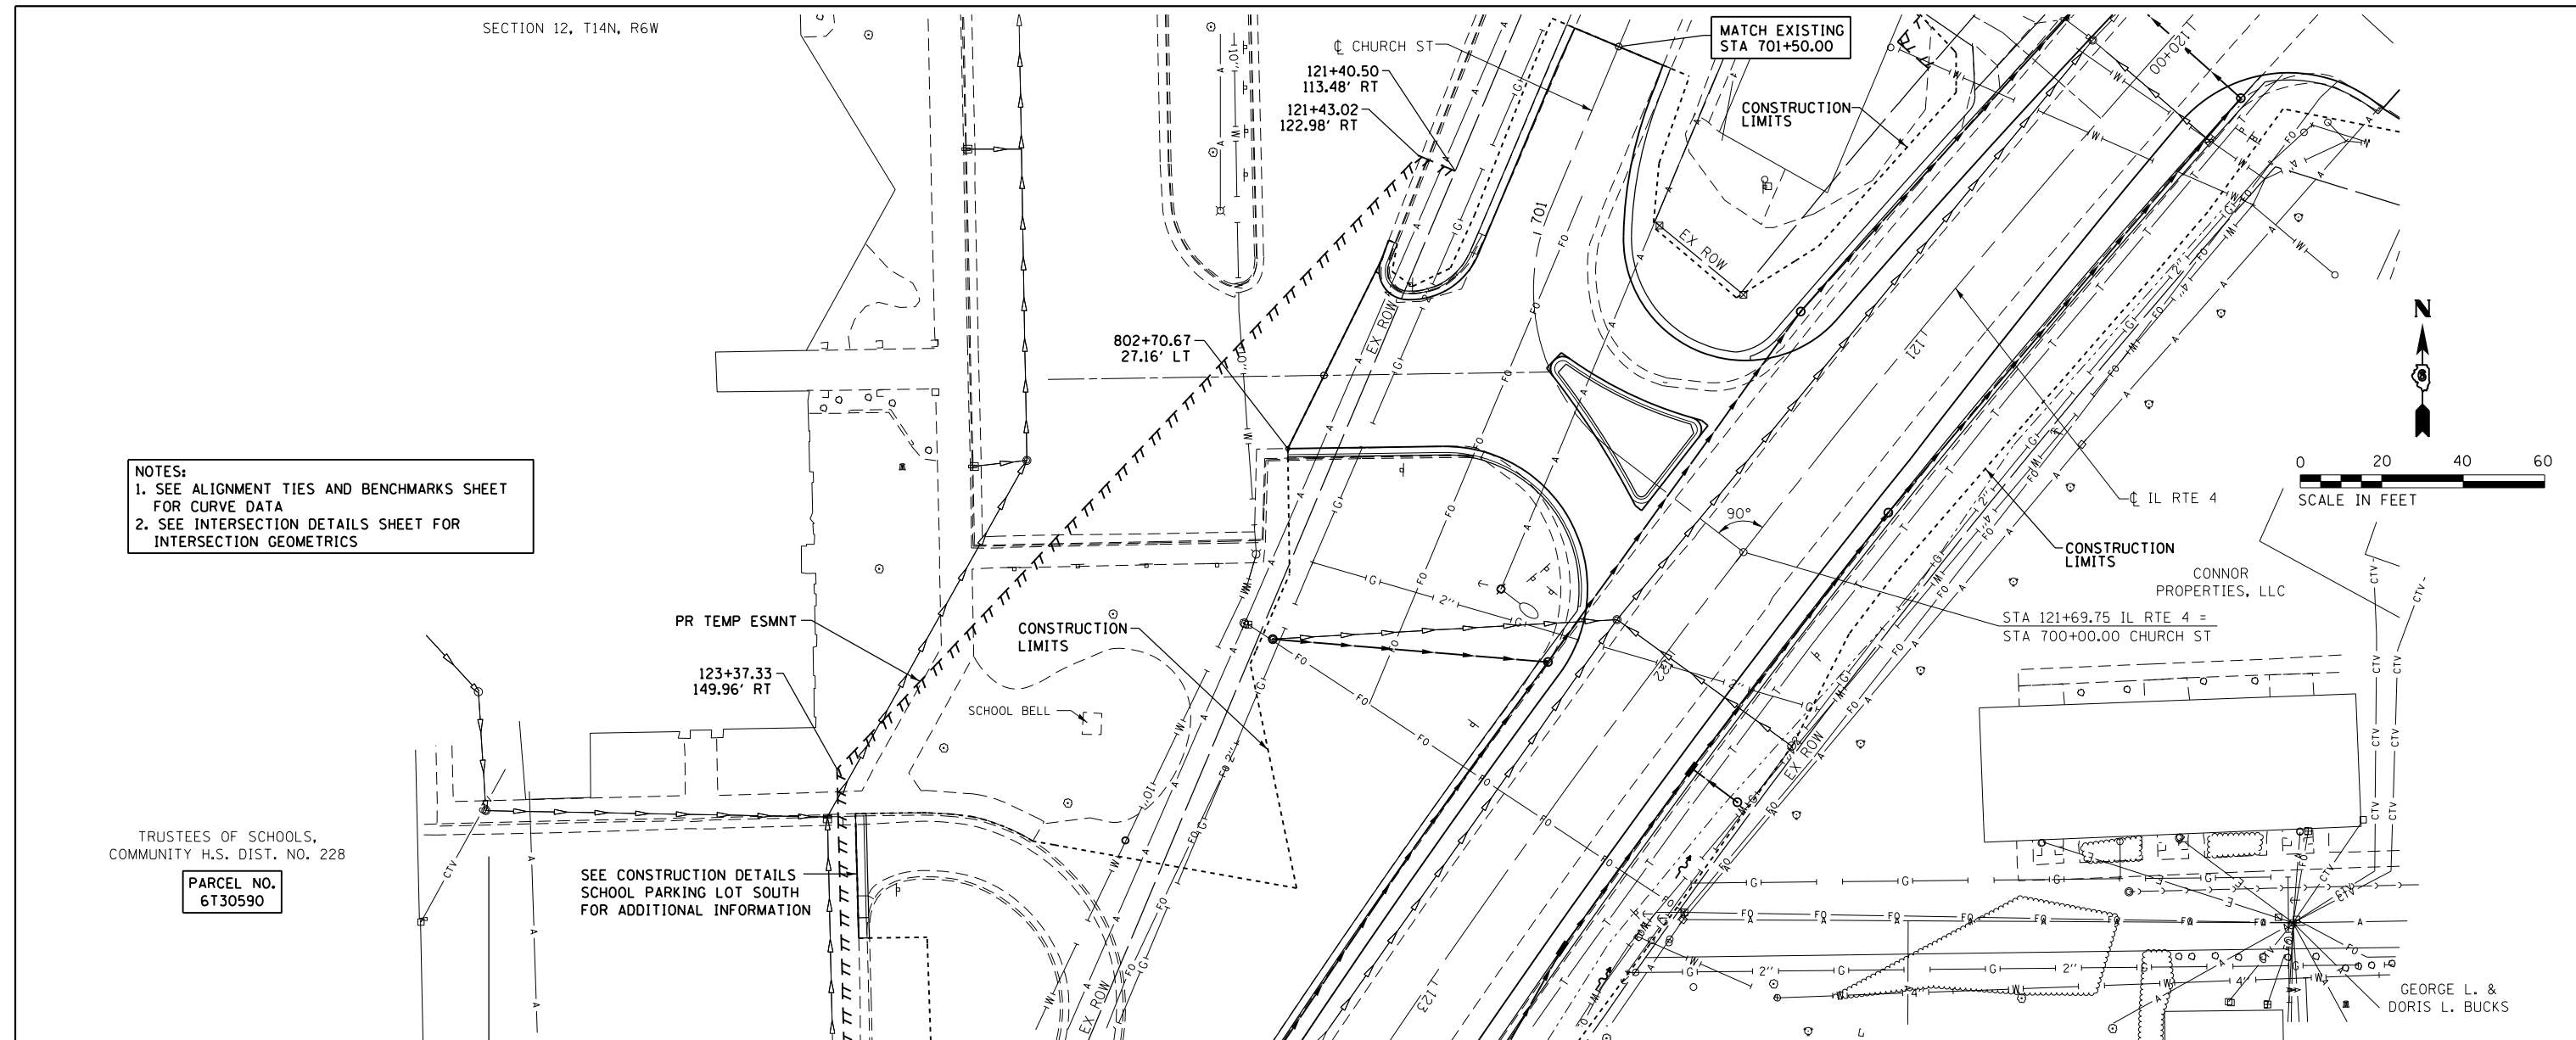 SECTION 12, T14N, R6W
℄ CHURCH ST
MATCH EXISTING
STA 701+50.00
121+40.50
113.48' RT
121+43.02
122.98' RT
CONSTRUCTION
LIMITS
120+00
701
EX ROW
EX ROW
802+70.67
27.16' LT
121
N
0 20 40 60
SCALE IN FEET
℄ IL RTE 4
NOTES:
1. SEE ALIGNMENT TIES AND BENCHMARKS SHEET
FOR CURVE DATA
2. SEE INTERSECTION DETAILS SHEET FOR
INTERSECTION GEOMETRICS
90°
CONSTRUCTION
LIMITS
CONNOR
PROPERTIES, LLC
STA 121+69.75 IL RTE 4 =
STA 700+00.00 CHURCH ST
PR TEMP ESMNT
CONSTRUCTION
LIMITS
123+37.33
149.96' RT
SCHOOL BELL
122
EX ROW
TRUSTEES OF SCHOOLS,
COMMUNITY H.S. DIST. NO. 228
PARCEL NO.
6T30590
SEE CONSTRUCTION DETAILS
SCHOOL PARKING LOT SOUTH
FOR ADDITIONAL INFORMATION
EX ROW
123
GEORGE L. &
DORIS L. BUCKS